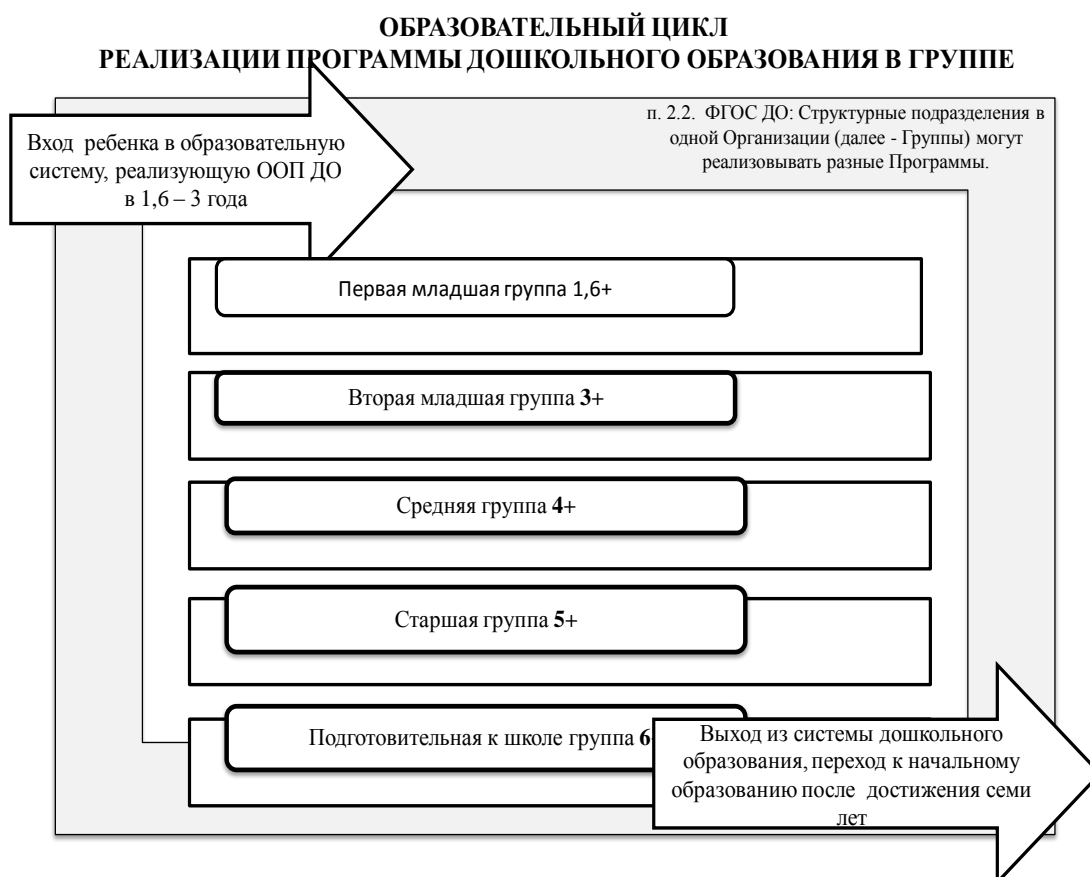 ОБРАЗОВАТЕЛЬНЫЙ ЦИКЛ
РЕАЛИЗАЦИИ ПРОГРАММЫ ДОШКОЛЬНОГО ОБРАЗОВАНИЯ В ГРУППЕ
п. 2.2. ФГОС ДО: Структурные подразделения в
одной Организации (далее - Группы) могут
реализовывать разные Программы.
Вход ребенка в образовательную
систему, реализующую ООП ДО
в 1,6 – 3 года
Первая младшая группа 1,6+
Вторая младшая группа 3+
Средняя группа 4+
Старшая группа 5+
Подготовительная к школе группа 6
Выход из системы дошкольного
образования, переход к начальному
образованию после достижения семи
лет